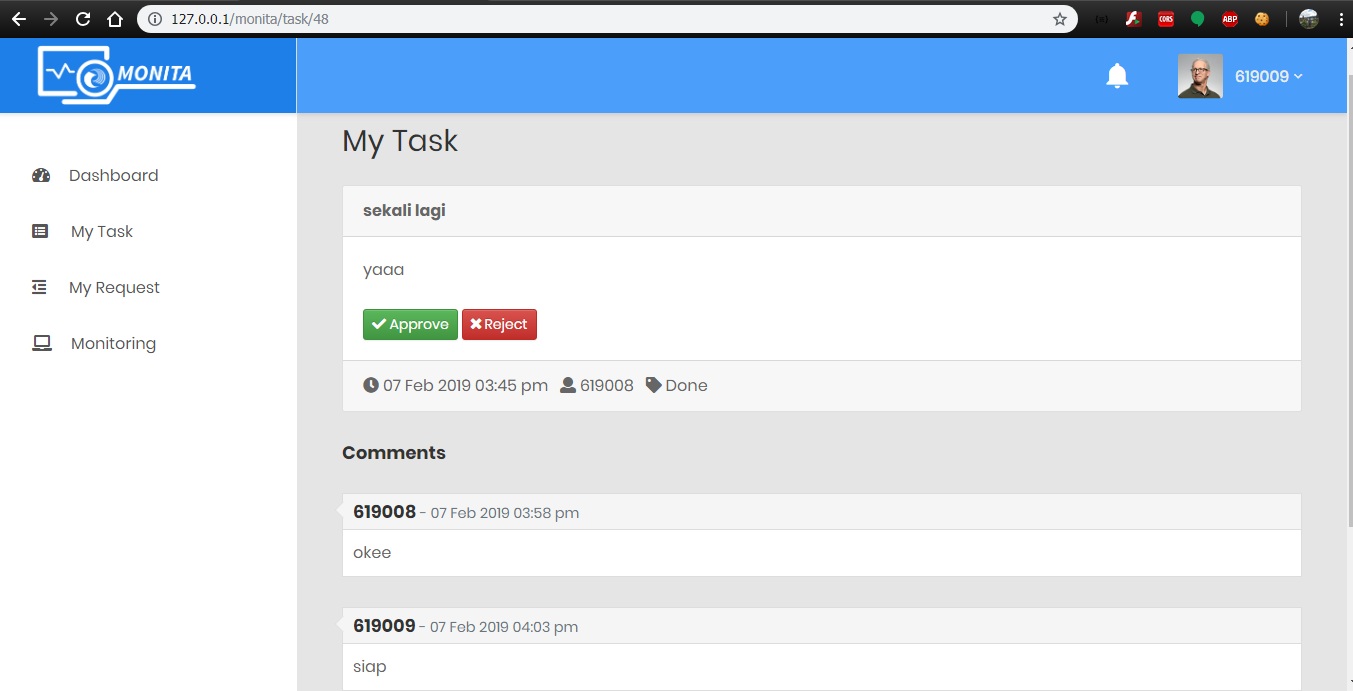 127.0.0.1/monita/task/48
CORS
ABP
MONITA
619009
Dashboard
My Task
My Request
Monitoring
My Task
sekali lagi
yaaa
Approve Reject
07 Feb 2019 03:45 pm 619008 Done
Comments
619008 - 07 Feb 2019 03:58 pm
okee
619009 - 07 Feb 2019 04:03 pm
siap